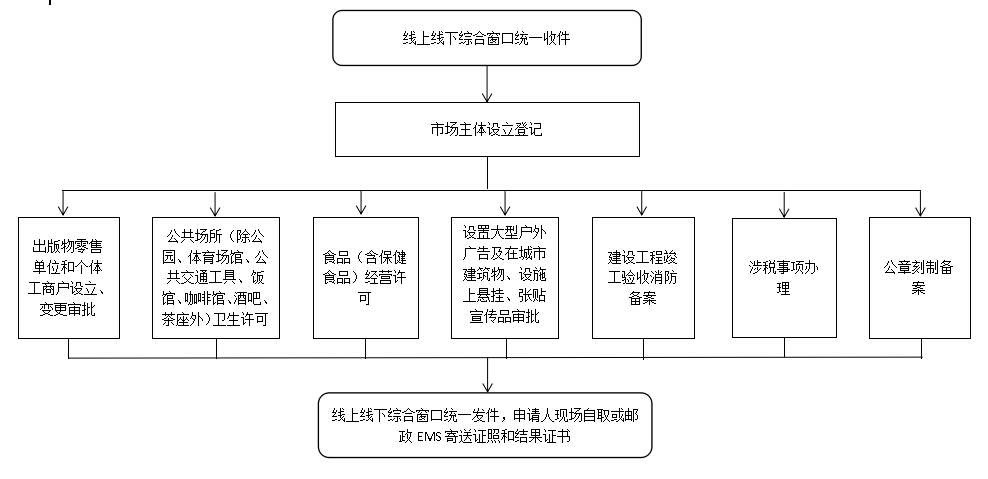 线上线下综合窗口统一收件
市场主体设立登记
出版物零售
单位和个体
工商户设立、
变更审批
公共场所（除公
园、体育场馆、公
共交通工具、饭
馆、咖啡馆、酒吧、
茶座外）卫生许可
食品（含保健
食品）经营许
可
设置大型户外
广告及在城市
建筑物、设施
上悬挂、张贴
宣传品审批
建设工程竣
工验收消防
备案
涉税事项办
理
公章刻制备
案
线上线下综合窗口统一发件，申请人现场自取或邮
政 EMS 寄送证照和结果证书